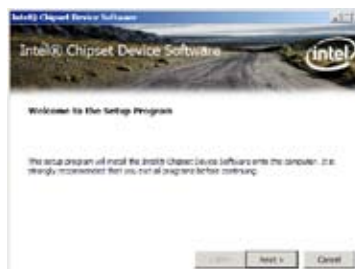 Intel® Chipset Device Software
Intel® Chipset Device Software
intel
Welcome to the Setup Program
This setup program will install the Intel® Chipset Device Software onto this computer. It is
strongly recommended that you exit all programs before continuing.
Next >
Cancel